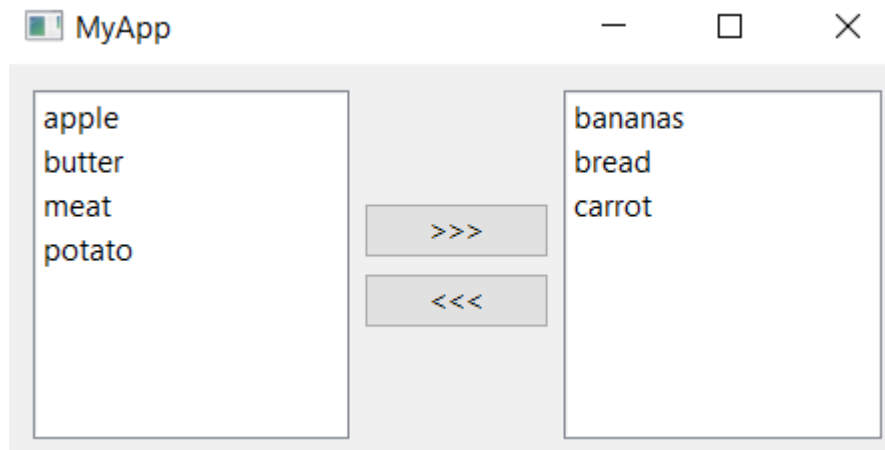 MyApp
apple
butter
meat
potato
>>>
<<<
bananas
bread
carrot